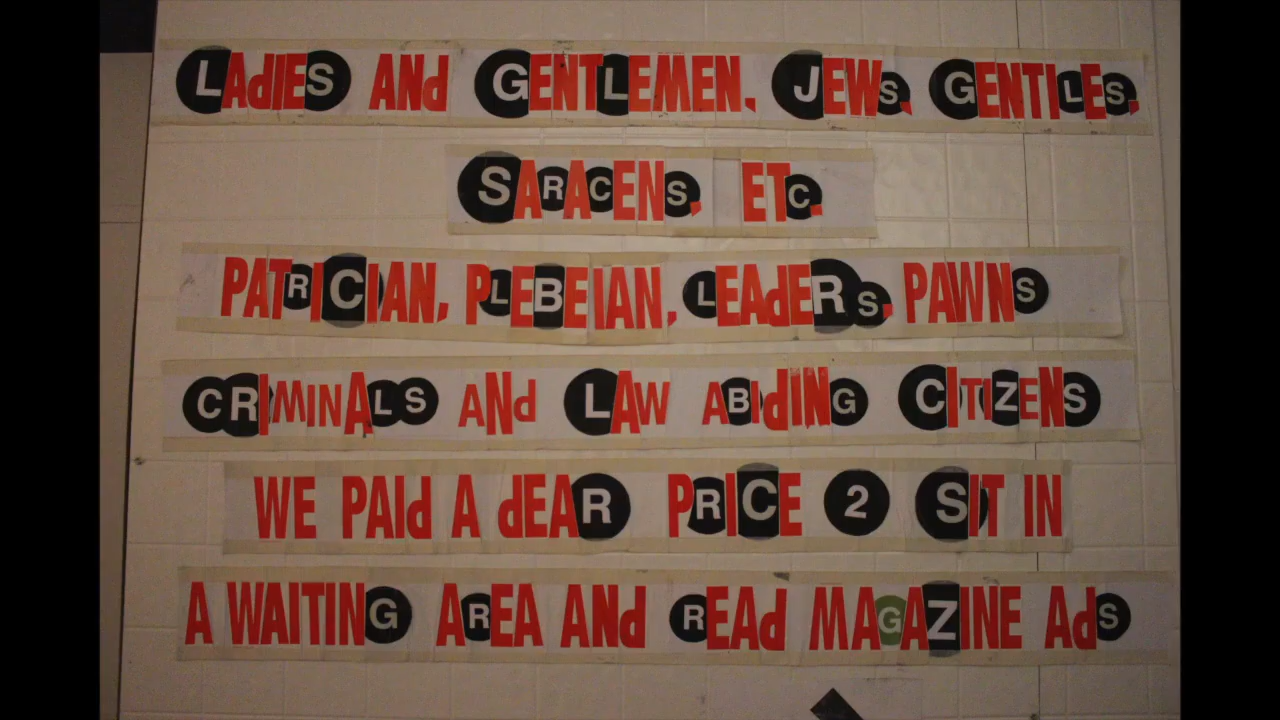 LAdIES ANd GENTLEMEN, JEWS, GENTILES,
SARACENS, ETC.
PATRICIAN, PLEBEIAN, LEADERS, PAWNS
CRIMINALS ANd LAW ABIdING CITIZENS
WE PAId A dEAR PRICE 2 SIT IN
A WAITING AREA ANd READ MAGAZINE AdS